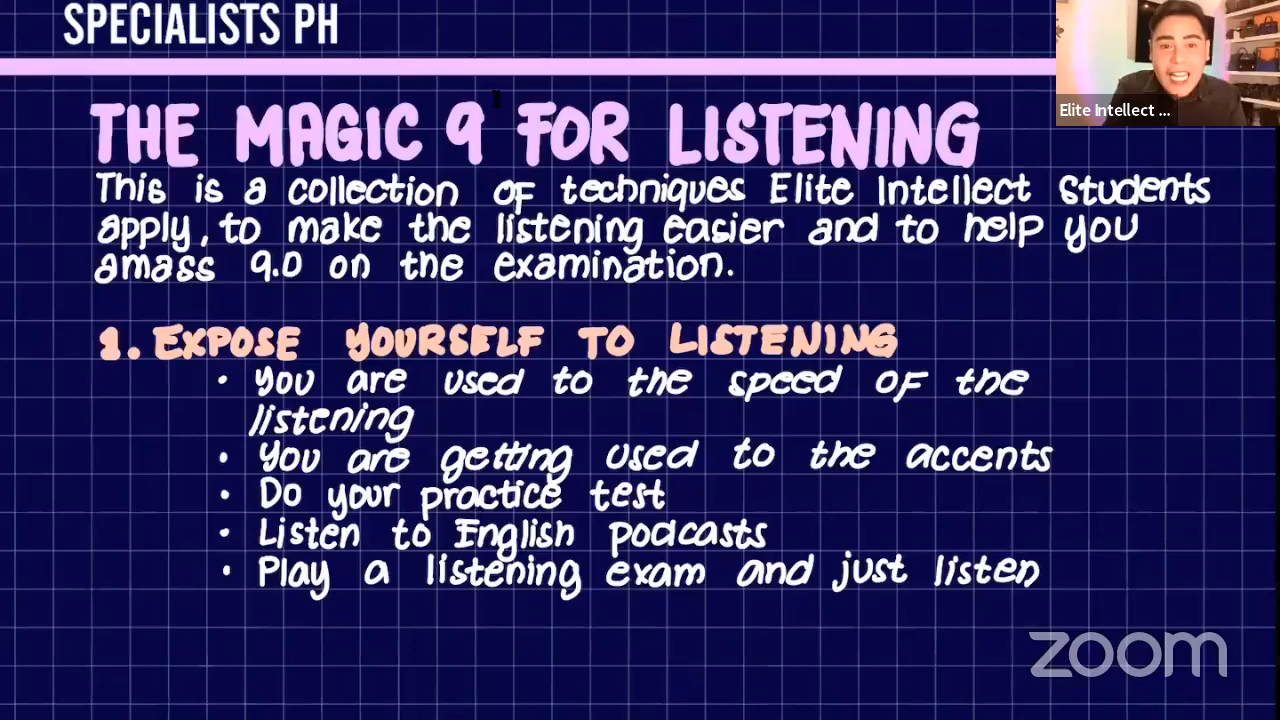 SPECIALISTS PH
Elite Intellect ...
THE MAGIC 9 FOR LISTENING
This is a collection of techniques Elite Intellect Students
apply, to make the listening easier and to help you
amass 9.0 on the examination.
1. EXPOSE YOURSELF TO LISTENING
• You are used to the speed of the
listening
• You are getting used to the accents
• Do your practice test
• Listen to English podcasts
• Play a listening exam and just listen
zoom